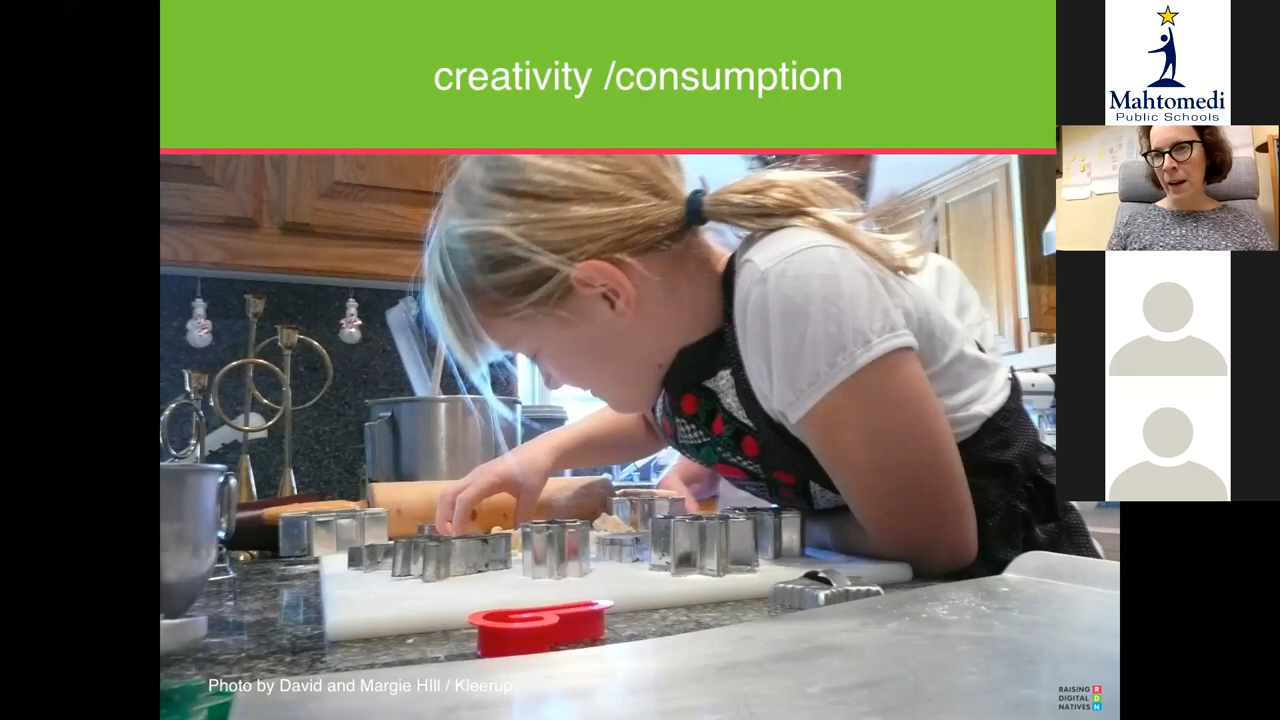 creativity /consumption
Mahtomedi
Public Schools
Photo by David and Margie HIll / Kleerup
RAISING R
DIGITAL D
NATIVES N